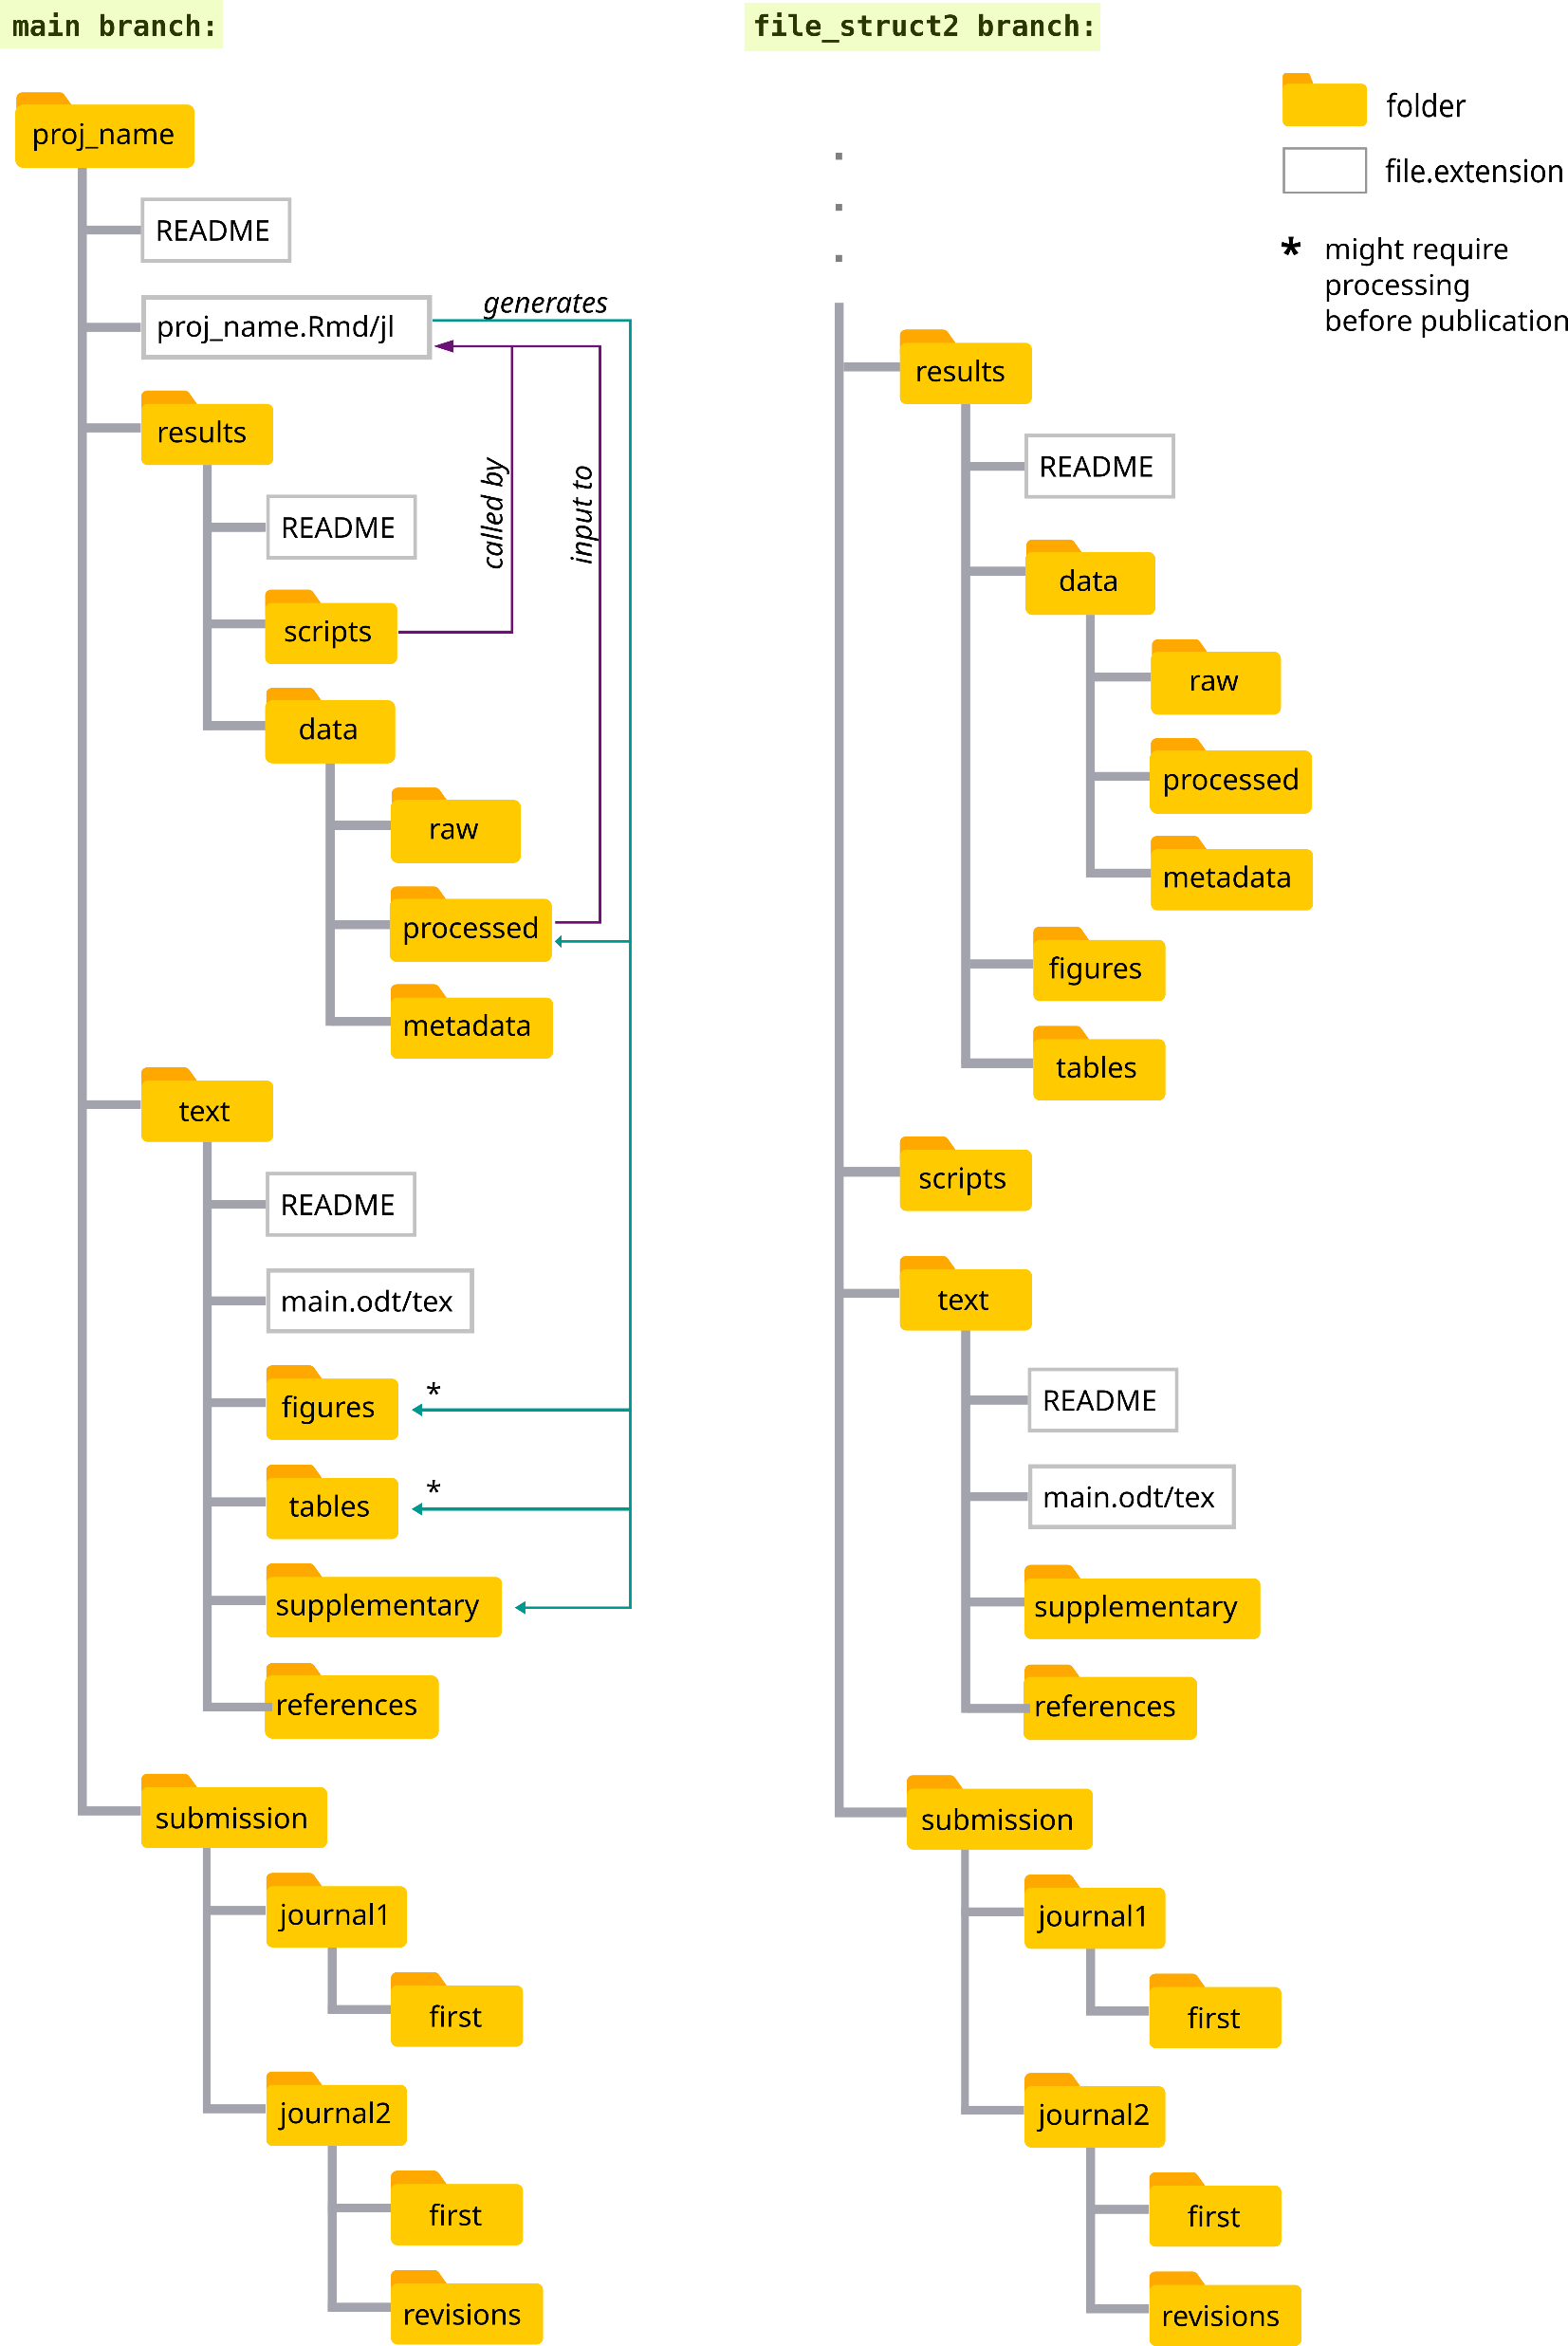 main branch:
proj_name
README
proj_name.Rmd/jl
generates
results
README
called by
input to
scripts
data
raw
processed
metadata
text
README
main.odt/tex
figures
*
tables
*
supplementary
references
submission
journal1
first
journal2
first
revisions
file_struct2 branch:
folder
file.extension
* might require
processing
before publication
results
README
data
raw
processed
metadata
figures
tables
scripts
text
README
main.odt/tex
supplementary
references
submission
journal1
first
journal2
first
revisions